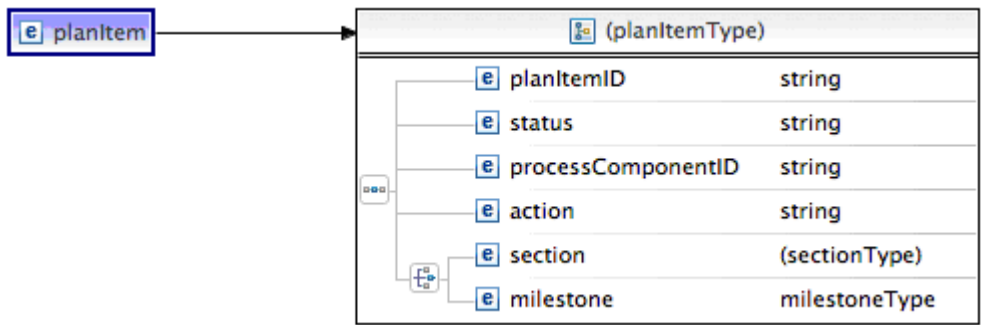 e planItem
(planItemType)
e planItemID string
e status string
e processComponentID string
e action string
e section (sectionType)
e milestone milestoneType